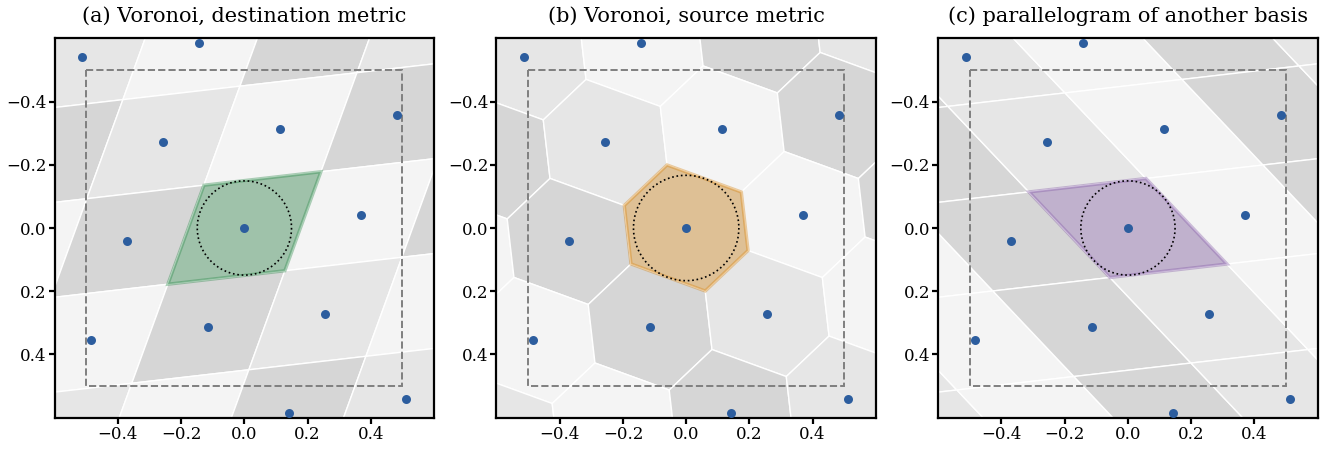 (a) Voronoi, destination metric
(b) Voronoi, source metric
(c) parallelogram of another basis
−0.4 −0.4 −0.4
−0.2 −0.2 −0.2
0.0 0.0 0.0
0.2 0.2 0.2
0.4 0.4 0.4
−0.4 −0.2 0.0 0.2 0.4
−0.4 −0.2 0.0 0.2 0.4
−0.4 −0.2 0.0 0.2 0.4